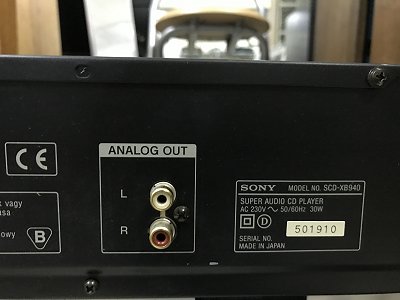 ANALOG OUT
CE
L
k vagy
sa
owy
B
R
SONY MODEL NO. SCD-XB940
SUPER AUDIO CD PLAYER
AC 230V ~ 50/60Hz 30W
D
SERIAL NO. 501910
MADE IN JAPAN